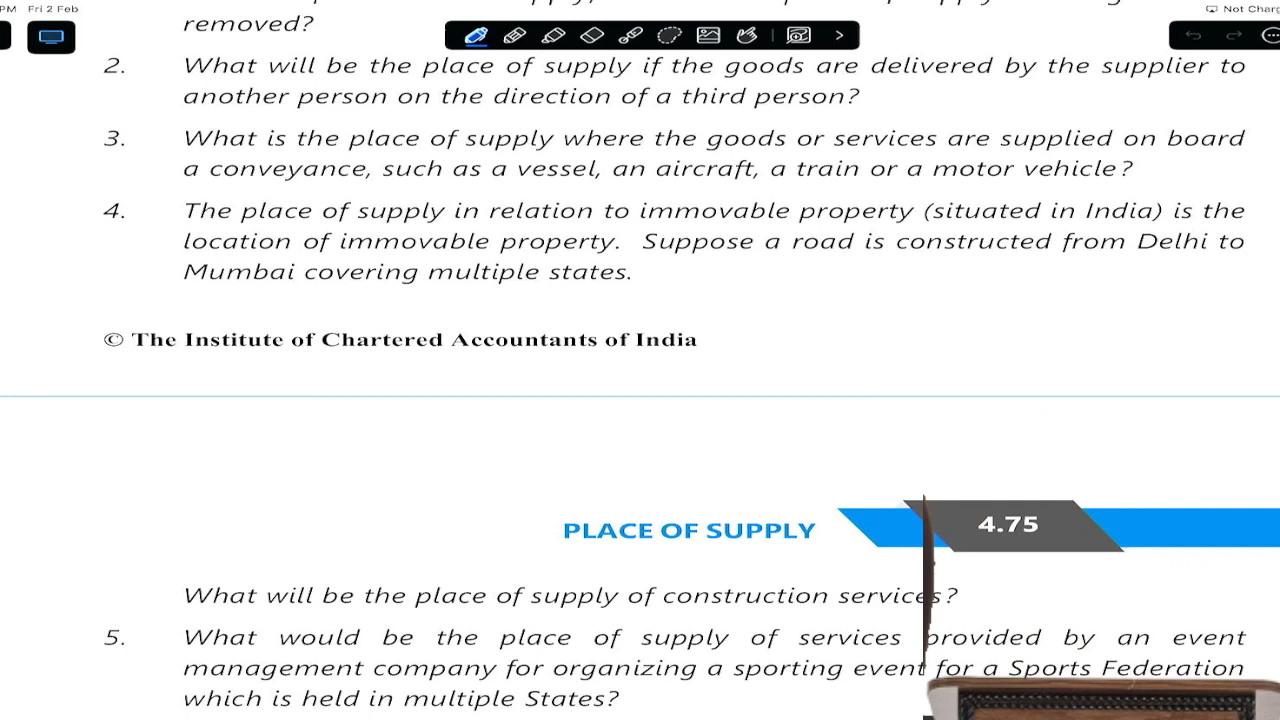 PM Fri 2 Feb
Not Charg
removed?
2. What will be the place of supply if the goods are delivered by the supplier to
another person on the direction of a third person?
3. What is the place of supply where the goods or services are supplied on board
a conveyance, such as a vessel, an aircraft, a train or a motor vehicle?
4. The place of supply in relation to immovable property (situated in India) is the
location of immovable property. Suppose a road is constructed from Delhi to
Mumbai covering multiple states.
© The Institute of Chartered Accountants of India
PLACE OF SUPPLY 4.75
What will be the place of supply of construction services?
5. What would be the place of supply of services provided by an event
management company for organizing a sporting event for a Sports Federation
which is held in multiple States?